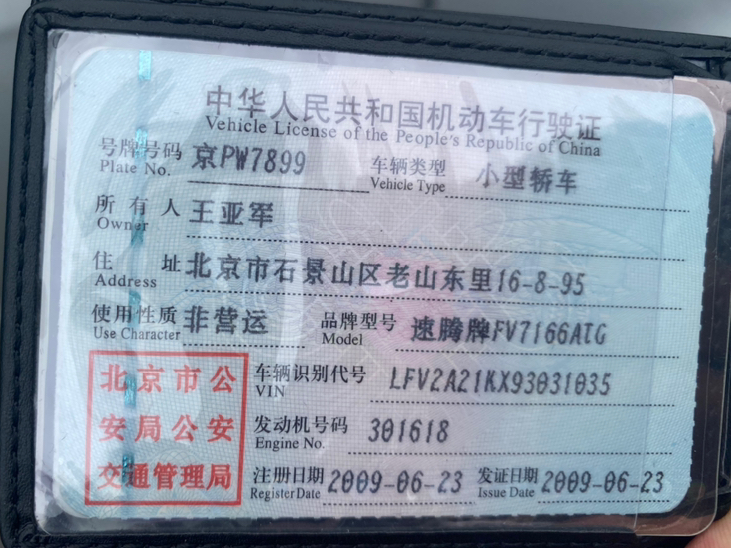 中华人民共和国机动车行驶证
Vehicle License of the People's Republic of China
号牌号码 京PW7899 车辆类型 小型轿车
Plate No. Vehicle Type
所有人 王亚军
Owner
住址 北京市石景山区老山东里16-8-95
Address
使用性质 非营运 品牌型号 速腾牌FV7166ATG
Use Character Model
北京市公安局公安交通管理局
车辆识别代号 LFV2A21KX93031035
VIN
发动机号码 301618
Engine No.
注册日期 2009-06-23 发证日期 2009-06-23
Register Date Issue Date